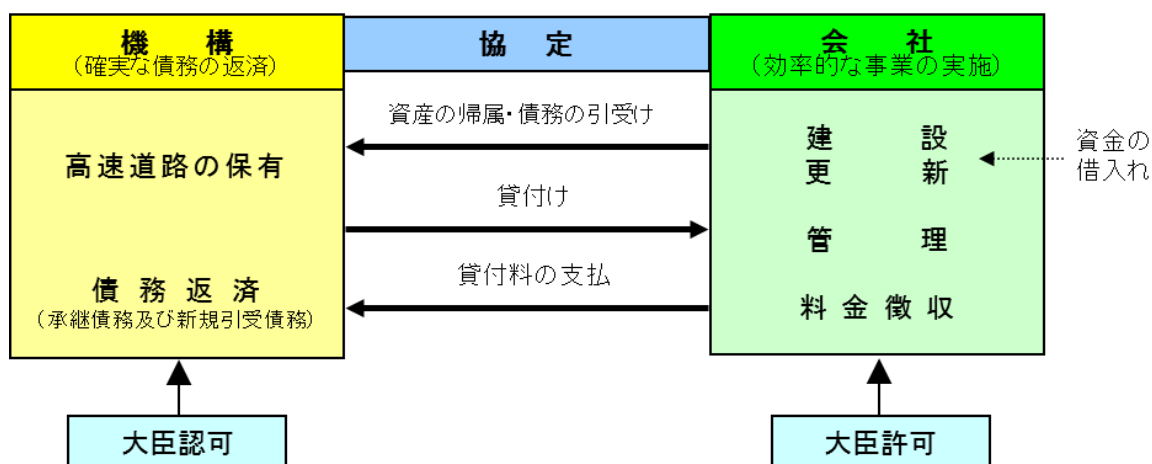 機 構
（確実な債務の返済）
協 定
会 社
（効率的な事業の実施）
資産の帰属・債務の引受け
高速道路の保有
建 設
更 新
資金の
借入れ
貸付け
管 理
貸付料の支払
債 務 返 済
（承継債務及び新規引受債務）
料 金 徴 収
大臣認可
大臣許可